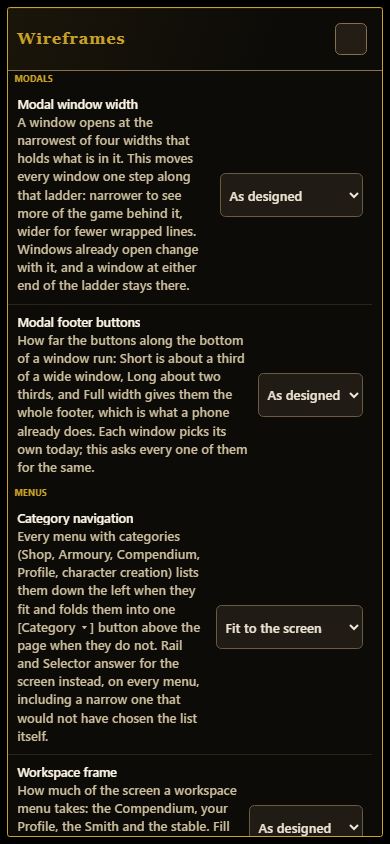 Wireframes
MODALS
Modal window width
A window opens at the
narrowest of four widths that
holds what is in it. This moves
every window one step along
that ladder: narrower to see
more of the game behind it,
wider for fewer wrapped lines.
Windows already open change
with it, and a window at either
end of the ladder stays there.
As designed
Modal footer buttons
How far the buttons along the bottom
of a window run: Short is about a third
of a wide window, Long about two
thirds, and Full width gives them the
whole footer, which is what a phone
already does. Each window picks its
own today; this asks every one of them
for the same.
As designed
MENUS
Category navigation
Every menu with categories
(Shop, Armoury, Compendium,
Profile, character creation) lists
them down the left when they
fit and folds them into one
[Category ▾] button above the
page when they do not. Rail
and Selector answer for the
screen instead, on every menu,
including a narrow one that
would not have chosen the list
itself.
Fit to the screen
Workspace frame
How much of the screen a workspace
menu takes: the Compendium, your
Profile, the Smith and the stable. Fill
As designed